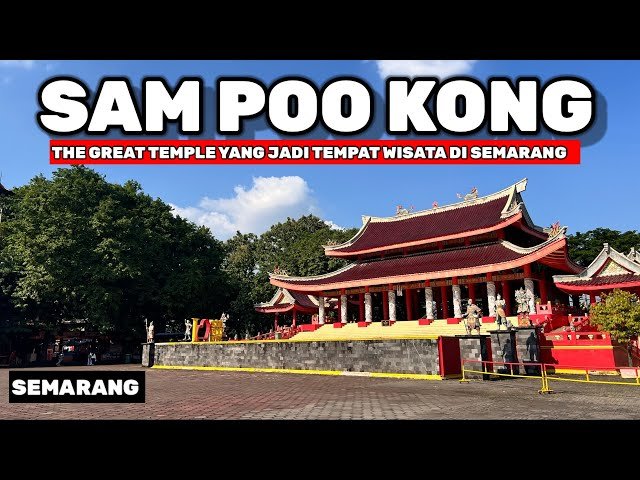 SAM POO KONG
THE GREAT TEMPLE YANG JADI TEMPAT WISATA DI SEMARANG
SEMARANG